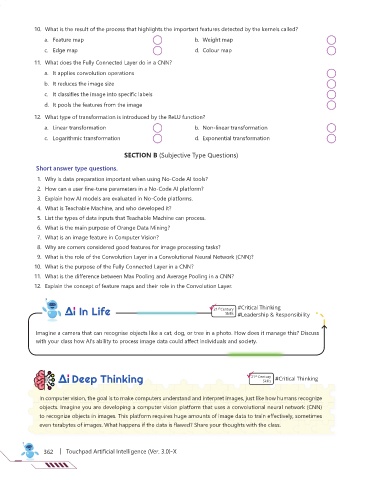 10. What is the result of the process that highlights the important features detected by the kernels called?
a. Feature map
b. Weight map
c. Edge map
d. Colour map
11. What does the Fully Connected Layer do in a CNN?
a. It applies convolution operations
b. It reduces the image size
c. It classifies the image into specific labels
d. It pools the features from the image
12. What type of transformation is introduced by the ReLU function?
a. Linear transformation
b. Non-linear transformation
c. Logarithmic transformation
d. Exponential transformation
SECTION B (Subjective Type Questions)
Short answer type questions.
1. Why is data preparation important when using No-Code AI tools?
2. How can a user fine-tune parameters in a No-Code AI platform?
3. Explain how AI models are evaluated in No-Code platforms.
4. What is Teachable Machine, and who developed it?
5. List the types of data inputs that Teachable Machine can process.
6. What is the main purpose of Orange Data Mining?
7. What is an image feature in Computer Vision?
8. Why are corners considered good features for image processing tasks?
9. What is the role of the Convolution Layer in a Convolutional Neural Network (CNN)?
10. What is the purpose of the Fully Connected Layer in a CNN?
11. What is the difference between Max Pooling and Average Pooling in a CNN?
12. Explain the concept of feature maps and their role in the Convolution Layer.
Ai In Life
21st Century Skills
#Critical Thinking
#Leadership & Responsibility
Imagine a camera that can recognise objects like a cat, dog, or tree in a photo. How does it manage this? Discuss
with your class how AI's ability to process image data could affect individuals and society.
Ai Deep Thinking
21st Century Skills
#Critical Thinking
In computer vision, the goal is to make computers understand and interpret images, just like how humans recognize
objects. Imagine you are developing a computer vision platform that uses a convolutional neural network (CNN)
to recognize objects in images. This platform requires huge amounts of image data to train effectively, sometimes
even terabytes of images. What happens if the data is flawed? Share your thoughts with the class.
362 | Touchpad Artificial Intelligence (Ver. 3.0)-X